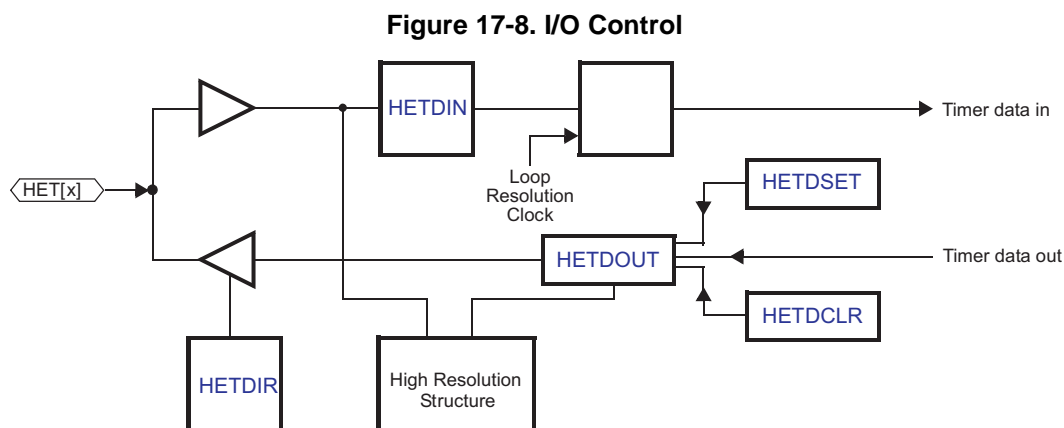 Figure 17-8. I/O Control
HETDIN
Timer data in
Loop
Resolution
Clock
HETDSET
HET[x]
HETDOUT
Timer data out
HETDCLR
HETDIR
High Resolution
Structure